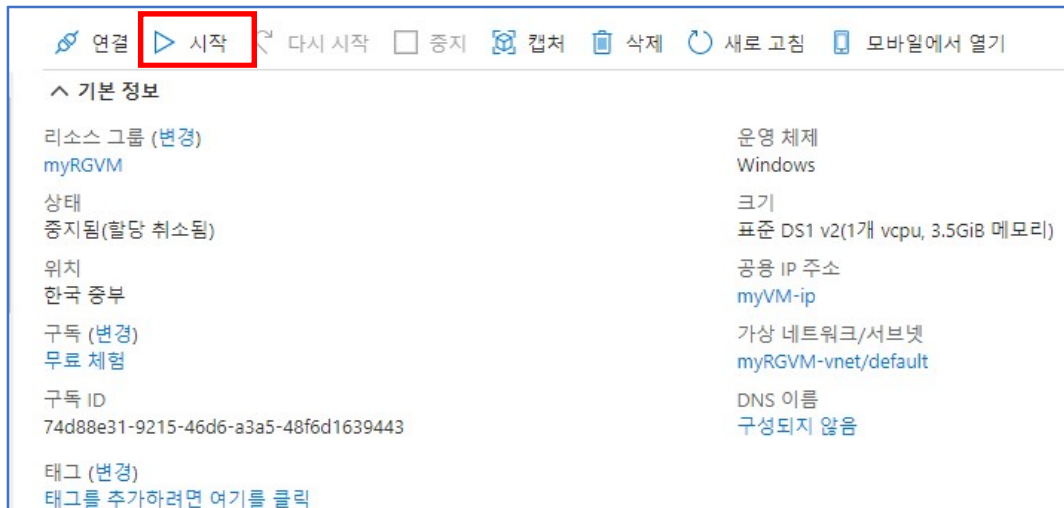 연결 시작 다시 시작 중지 캡처 삭제 새로 고침 모바일에서 열기
기본 정보
리소스 그룹 (변경)
myRGVM
상태
중지됨(할당 취소됨)
위치
한국 중부
구독 (변경)
무료 체험
구독 ID
74d88e31-9215-46d6-a3a5-48f6d1639443
태그 (변경)
태그를 추가하려면 여기를 클릭
운영 체제
Windows
크기
표준 DS1 v2(1개 vcpu, 3.5GiB 메모리)
공용 IP 주소
myVM-ip
가상 네트워크/서브넷
myRGVM-vnet/default
DNS 이름
구성되지 않음